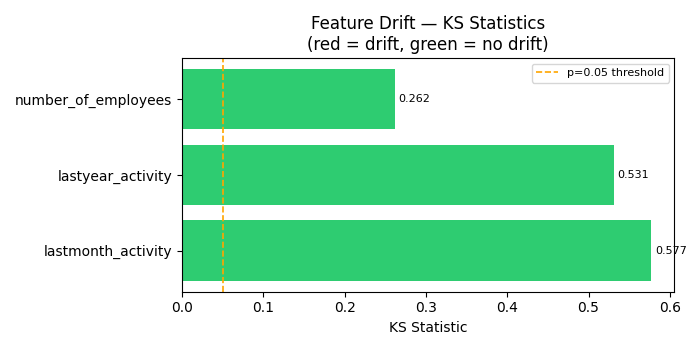 Feature Drift — KS Statistics
(red = drift, green = no drift)
p=0.05 threshold
number_of_employees
0.262
lastyear_activity
0.531
lastmonth_activity
0.577
0.0 0.1 0.2 0.3 0.4 0.5 0.6
KS Statistic